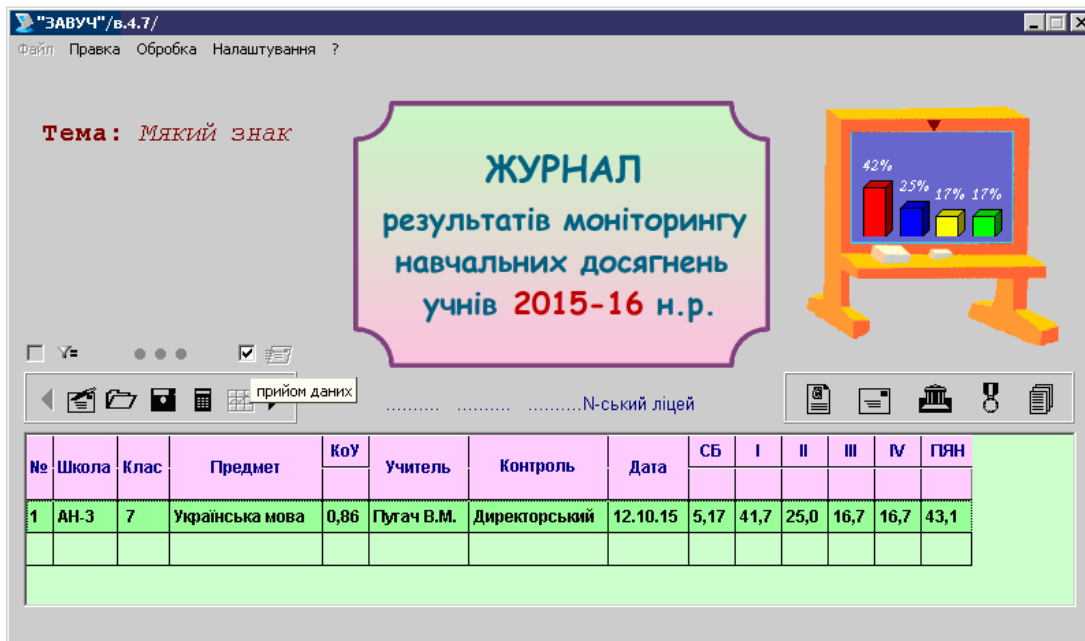 "ЗАВУЧ"/в.4.7/
Файл Правка Обробка Налаштування ?
Тема: Мякий знак
ЖУРНАЛ
результатів моніторингу
навчальних досягнень
учнів 2015-16 н.р.
42%
25%
17%
17%
прийом даних
.......... .......... ..........N-ський ліцей
№ Школа Клас Предмет КоУ Учитель Контроль Дата СБ I II III IV ПЯН
1 АН-3 7 Українська мова 0,86 Пугач В.М. Директорський 12.10.15 5,17 41,7 25,0 16,7 16,7 43,1